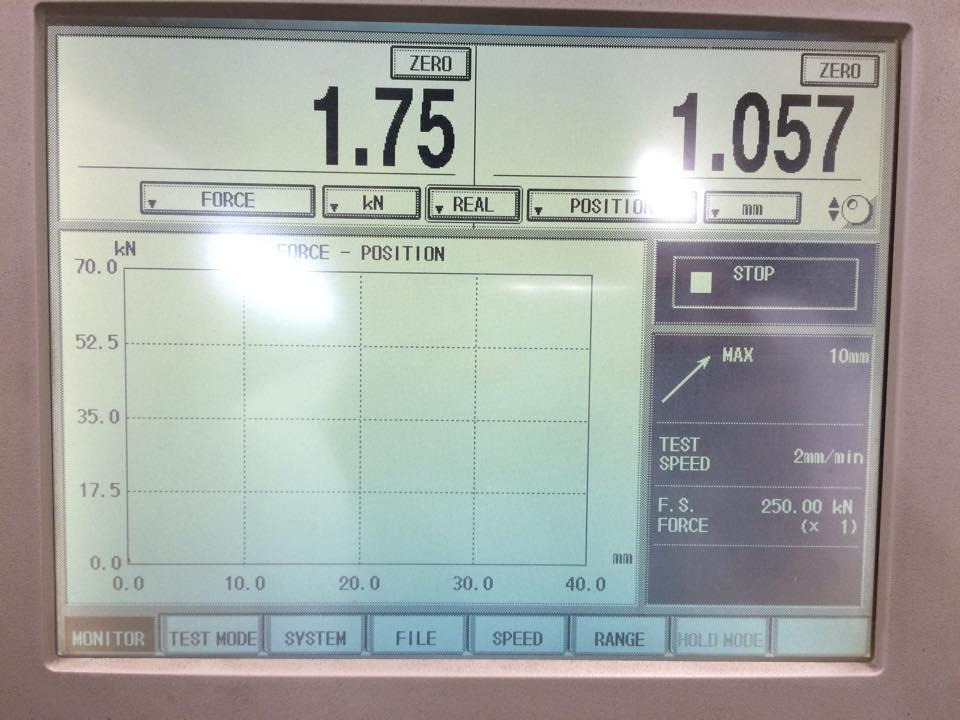 ZERO ZERO
1.75 1.057
FORCE kN REAL POSITION mm
kN FORCE - POSITION
70.0
52.5
35.0
17.5
0.0
mm
0.0 10.0 20.0 30.0 40.0
STOP
MAX 10mm
TEST
SPEED 2mm/min
F.S. 250.00 kN
FORCE (× 1)
MONITOR TEST MODE SYSTEM FILE SPEED RANGE HOLD MODE